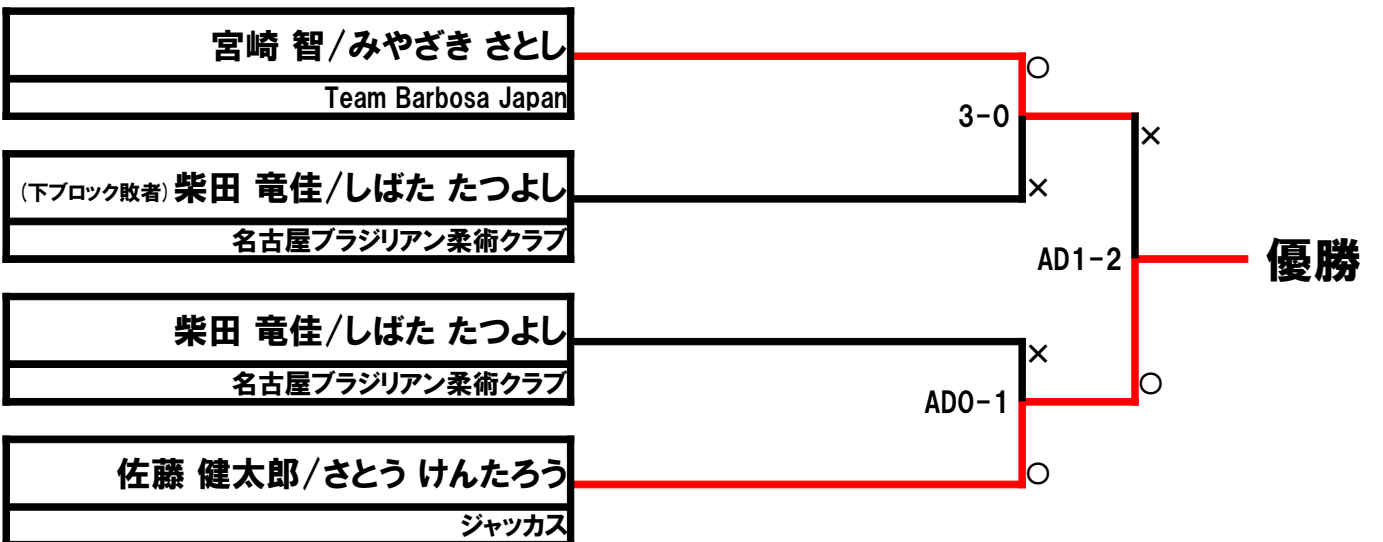 宮崎 智/みやざき さとし
Team Barbosa Japan
(下ブロック敗者) 柴田 竜佳/しばた たつよし
名古屋ブラジリアン柔術クラブ
柴田 竜佳/しばた たつよし
名古屋ブラジリアン柔術クラブ
佐藤 健太郎/さとう けんたろう
ジャッカス
○
3-0
×
×
AD1-2
優勝
×
AD0-1
○
○